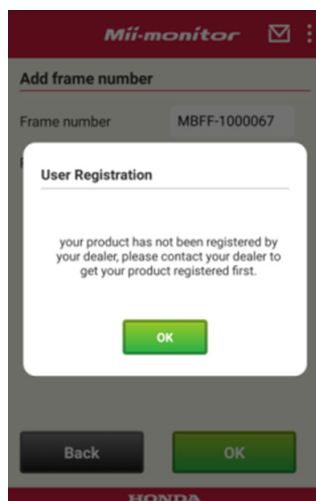 Mii-monitor
Add frame number
Frame number MBFF-1000067
User Registration
your product has not been registered by
your dealer, please contact your dealer to
get your product registered first.
OK
Back OK
HONDA